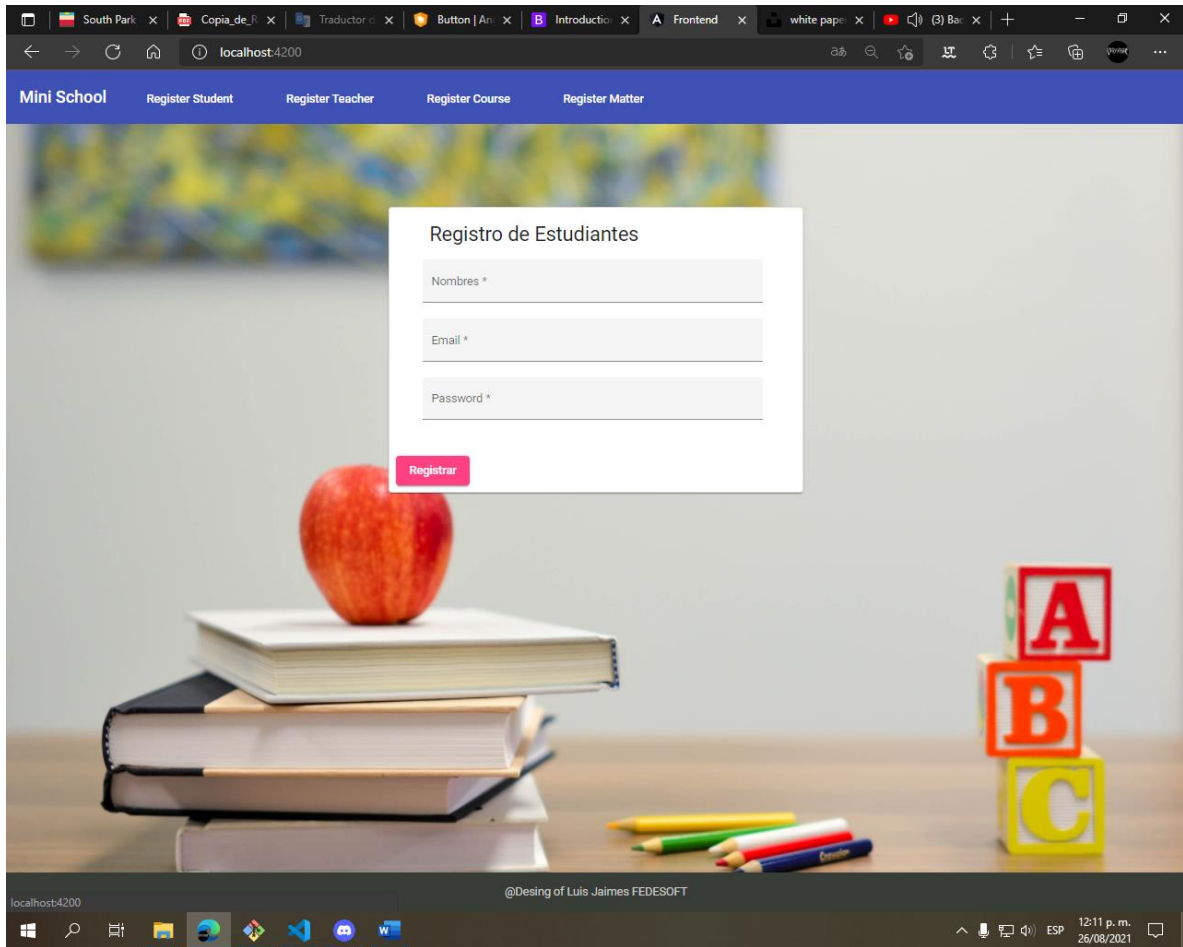 South Park
Copia_de_R
Traductor d
Button | An
Introduction
Frontend
white paper
(3) Bac
localhost:4200
Mini School
Register Student
Register Teacher
Register Course
Register Matter
Registro de Estudiantes
Nombres *
Email *
Password *
Registrar
A
B
C
@Desing of Luis Jaimes FEDESOFT
localhost:4200
ESP
12:11 p. m.
26/08/2021